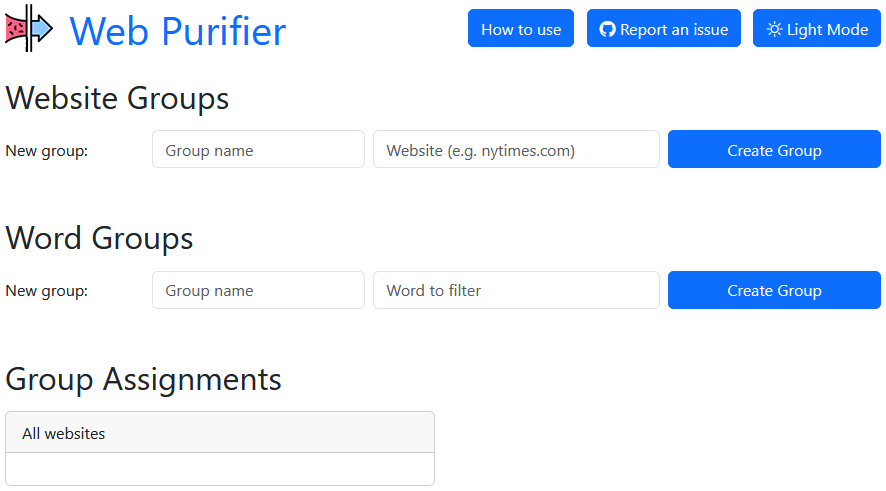 Web Purifier
How to use
Report an issue
Light Mode
Website Groups
New group:
Group name
Website (e.g. nytimes.com)
Create Group
Word Groups
New group:
Group name
Word to filter
Create Group
Group Assignments
All websites